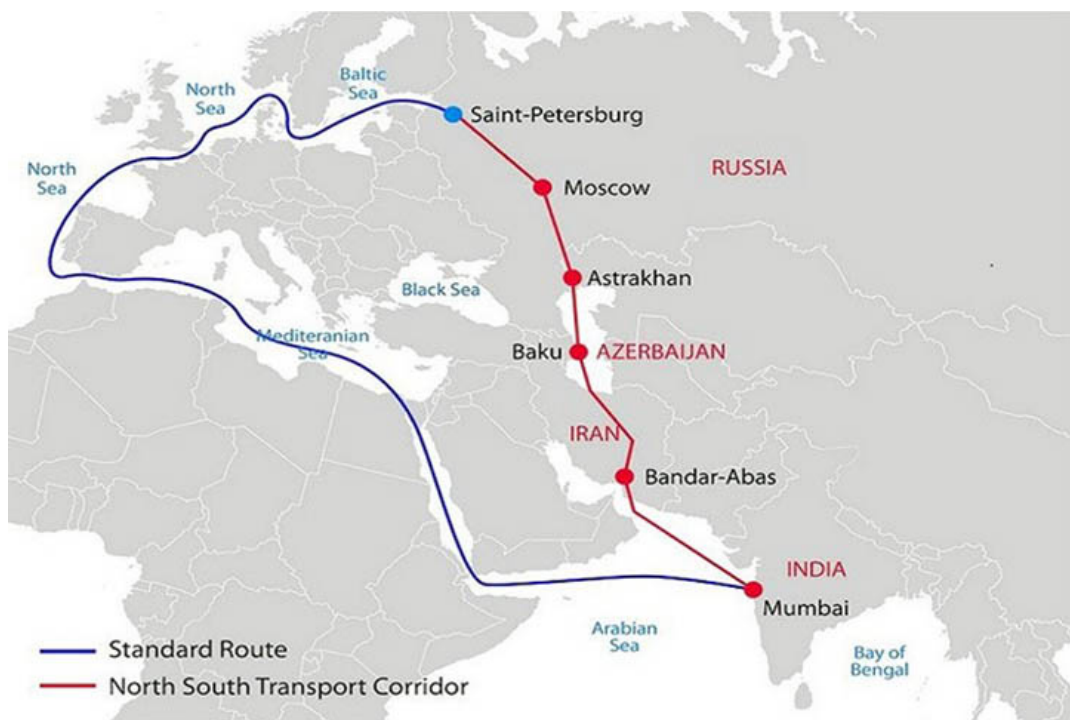 Baltic
Sea
North
Sea
Saint-Petersburg
North
Sea
RUSSIA
Moscow
Astrakhan
Black Sea
Mediteranian
Sea
Baku
AZERBAIJAN
IRAN
Bandar-Abas
INDIA
Mumbai
Arabian
Sea
Bay of
Bengal
Standard Route
North South Transport Corridor